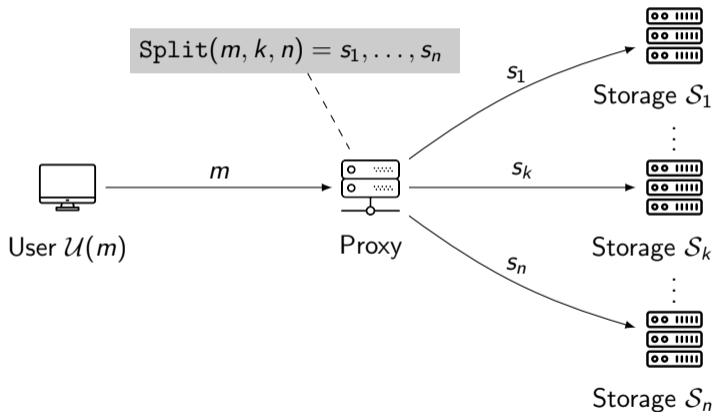 Split(m, k, n) = s₁, . . . , sₙ
s₁
Storage 𝒮₁
m
sₖ
User 𝒰(m)
Proxy
Storage 𝒮ₖ
sₙ
Storage 𝒮ₙ